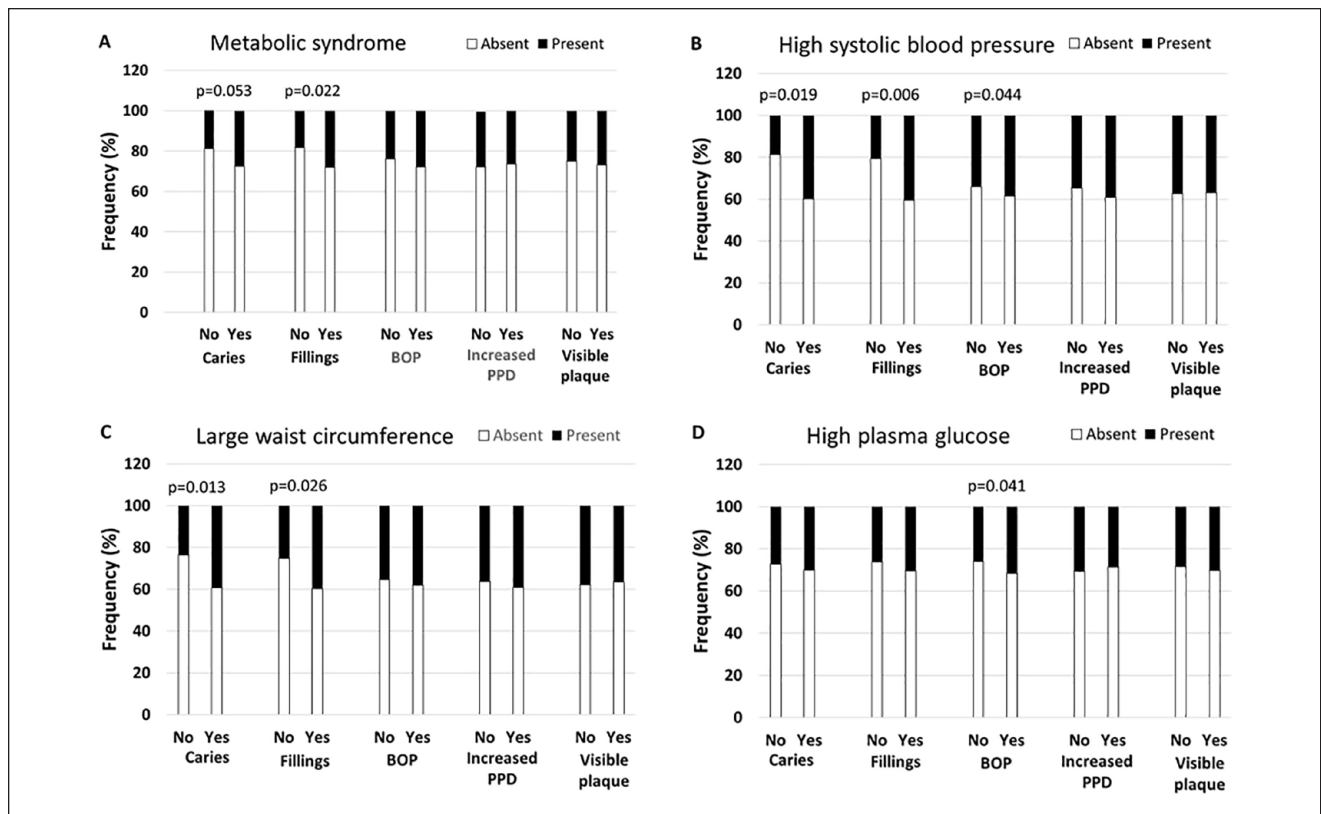 A
Metabolic syndrome
Absent Present
120
p=0.053 p=0.022
100
80
60
40
20
0
Frequency (%)
No Yes No Yes No Yes No Yes No Yes
Caries Fillings BOP Increased Visible
PPD plaque
B
High systolic blood pressure
Absent Present
120
p=0.019 p=0.006 p=0.044
100
80
60
40
20
0
Frequency (%)
No Yes No Yes No Yes No Yes No Yes
Caries Fillings BOP Increased Visible
PPD plaque
C
Large waist circumference
Absent Present
120
p=0.013 p=0.026
100
80
60
40
20
0
Frequency (%)
No Yes No Yes No Yes No Yes No Yes
Caries Fillings BOP Increased Visible
PPD plaque
D
High plasma glucose
Absent Present
120
p=0.041
100
80
60
40
20
0
Frequency (%)
No Yes No Yes No Yes No Yes No Yes
Caries Fillings BOP Increased Visible
PPD plaque